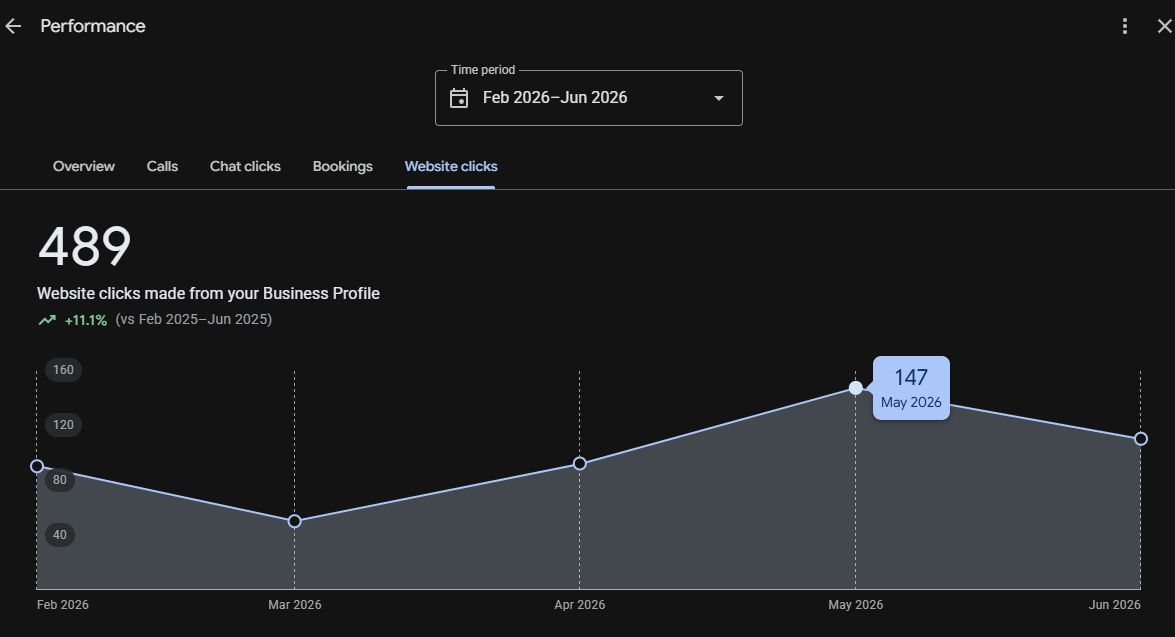 Performance
Time period
Feb 2026–Jun 2026
Overview Calls Chat clicks Bookings Website clicks
489
Website clicks made from your Business Profile
+11.1% (vs Feb 2025–Jun 2025)
160
147
May 2026
120
80
40
Feb 2026 Mar 2026 Apr 2026 May 2026 Jun 2026